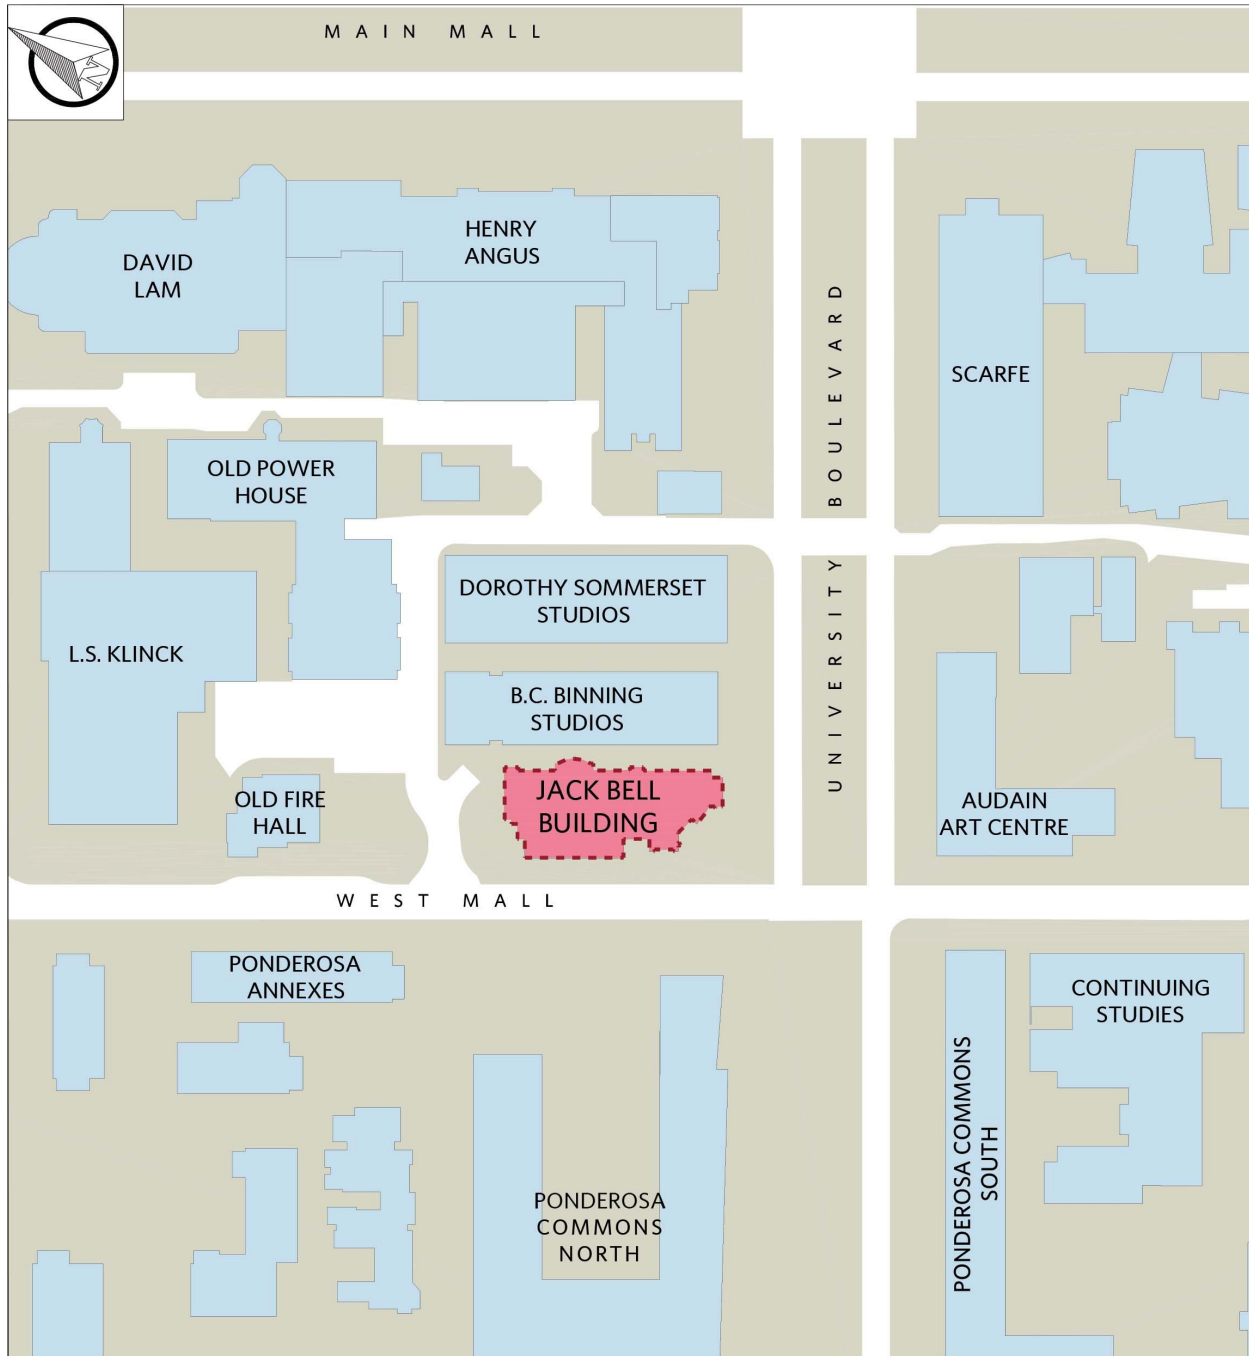 MAIN MALL
N
HENRY
ANGUS
DAVID
LAM
UNIVERSITY BOULEVARD
SCARFE
OLD POWER
HOUSE
DOROTHY SOMMERSET
STUDIOS
L.S. KLINCK
B.C. BINNING
STUDIOS
OLD FIRE
HALL
JACK BELL
BUILDING
AUDAIN
ART CENTRE
WEST MALL
PONDEROSA
ANNEXES
CONTINUING
STUDIES
PONDEROSA COMMONS
SOUTH
PONDEROSA
COMMONS
NORTH